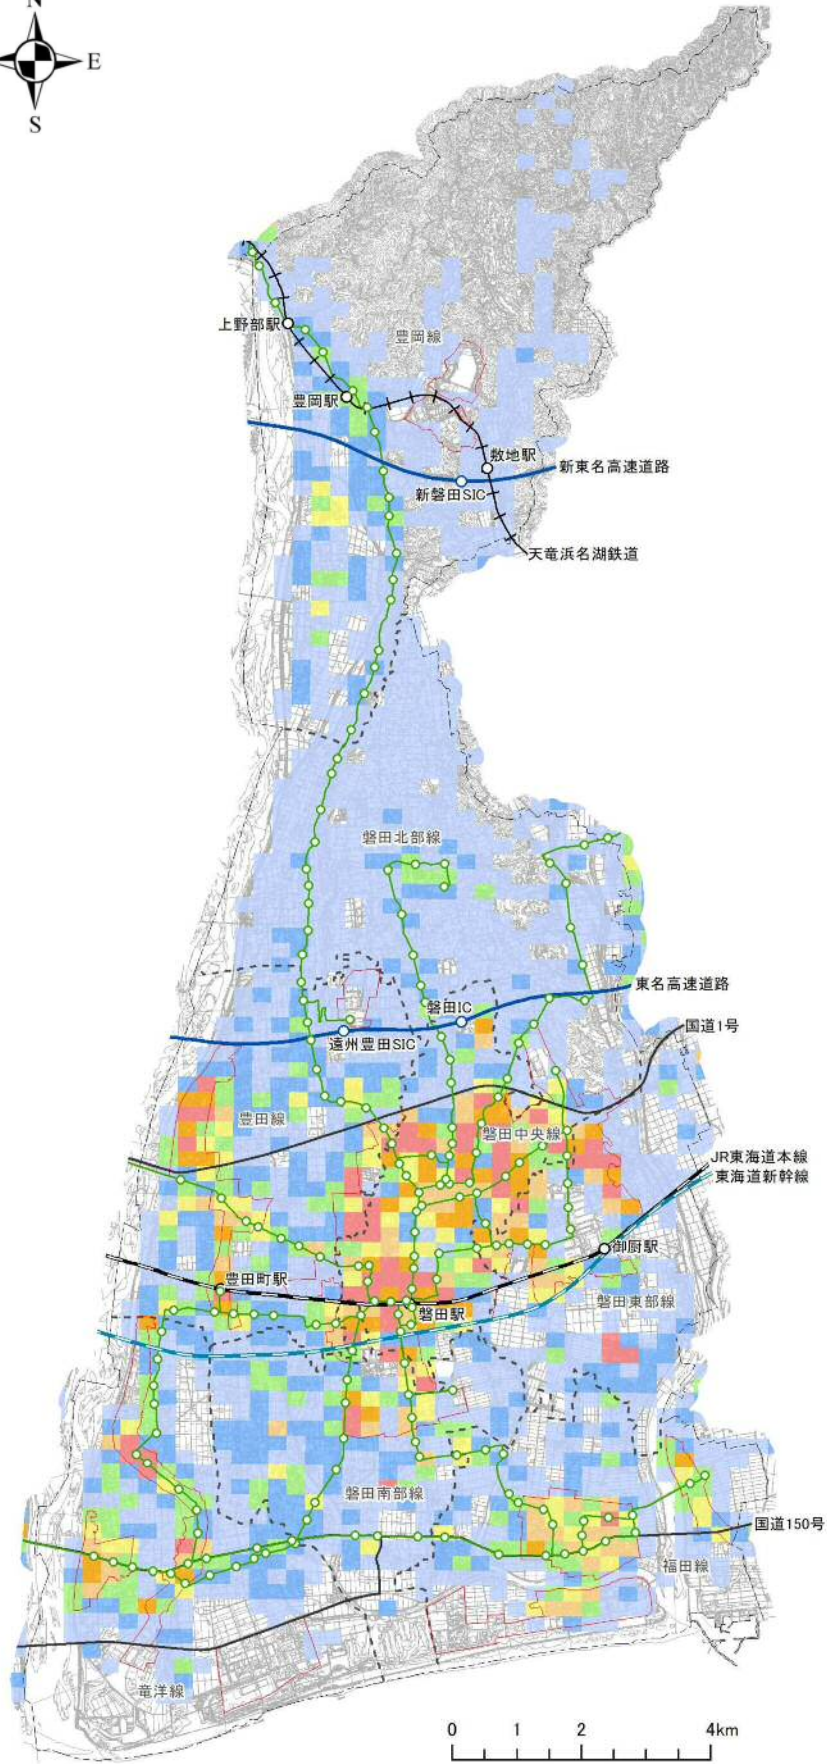 N
E
S
上野部駅
豊岡線
豊岡駅
敷地駅
新東名高速道路
新磐田SIC
天竜浜名湖鉄道
磐田北部線
東名高速道路
磐田IC
国道1号
遠州豊田SIC
豊田線
磐田中央線
JR東海道本線
東海道新幹線
御厨駅
豊田町駅
磐田東部線
磐田駅
磐田南部線
国道150号
福田線
竜洋線
0 1 2 4km